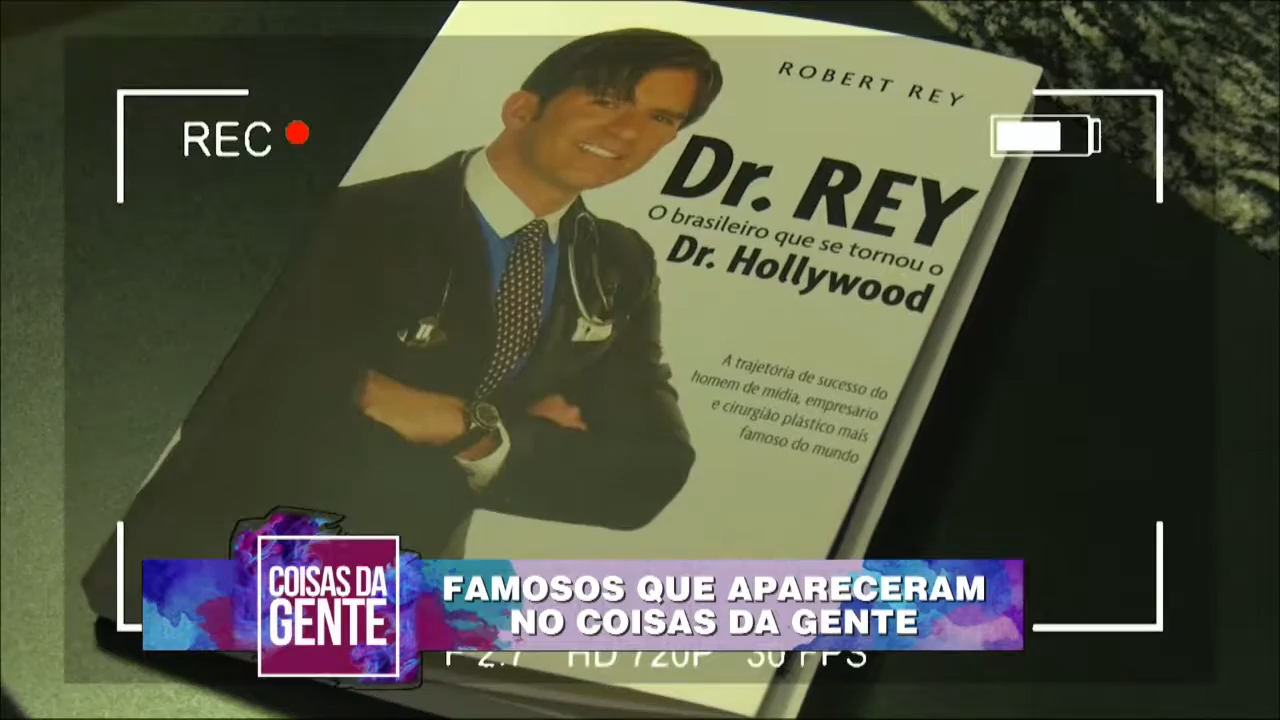 ROBERT REY
REC
Dr. REY
O brasileiro que se tornou o
Dr. Hollywood
A trajetória de sucesso do
homem de mídia, empresário
e cirurgião plástico mais
famoso do mundo
COISAS DA
GENTE
FAMOSOS QUE APARECERAM
NO COISAS DA GENTE
F 2.7 HD 720P 30 FPS